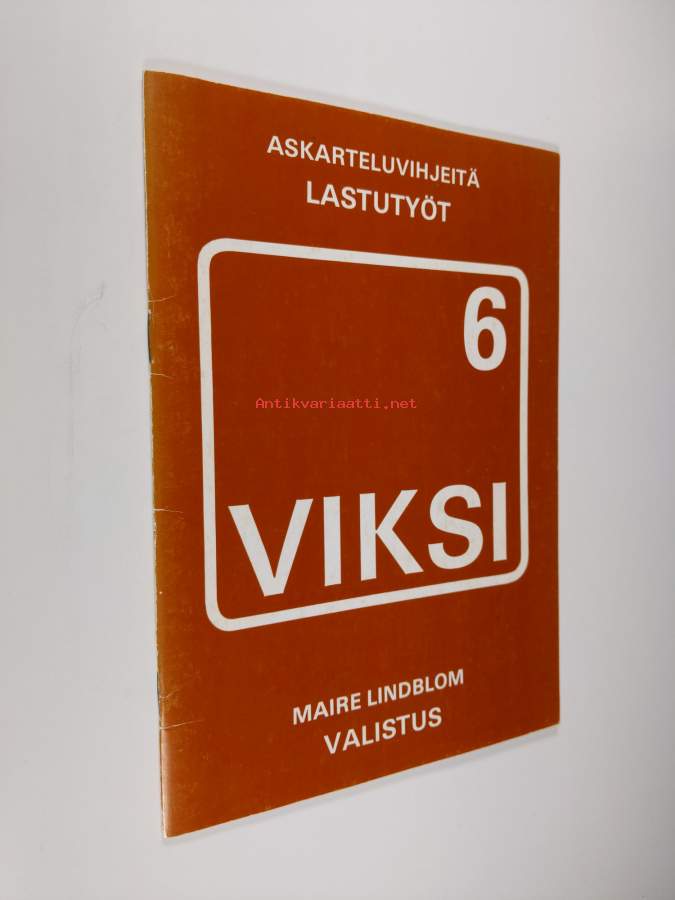 ASKARTELUVIHJEITÄ
LASTUTYÖT
6
Antikvariaatti.net
VIKSI
MAIRE LINDBLOM
VALISTUS